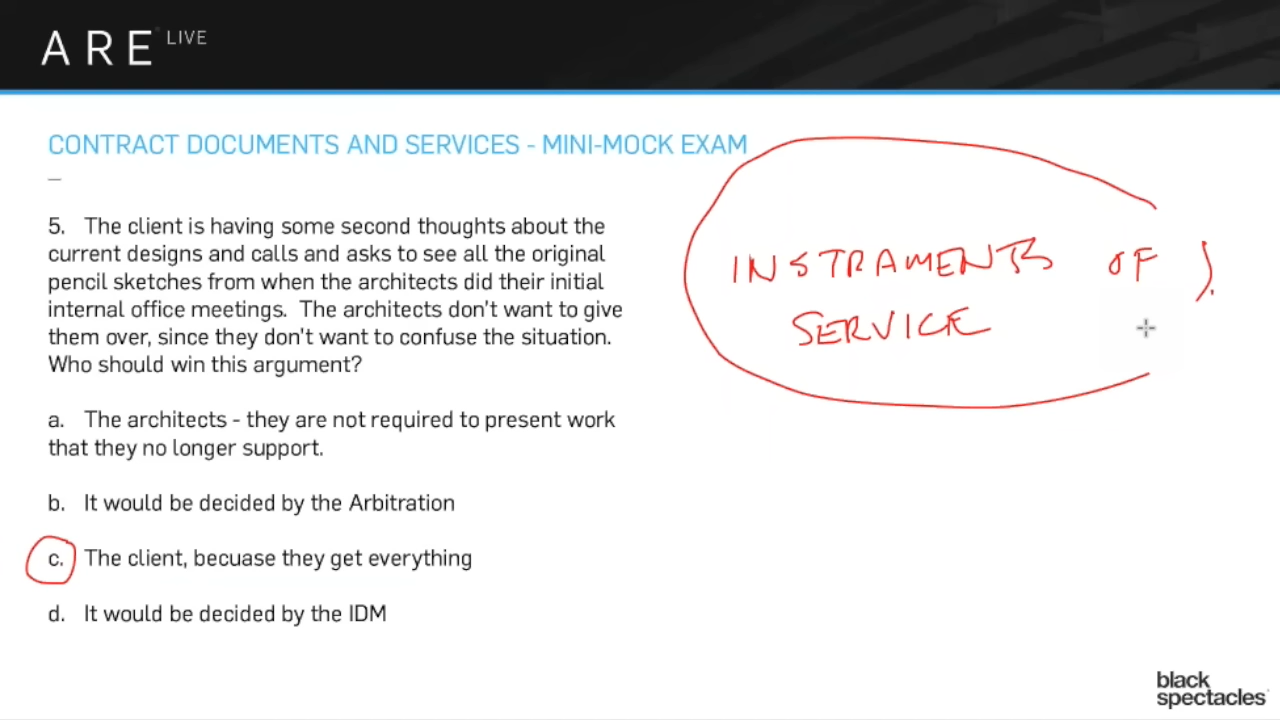 ARE LIVE
CONTRACT DOCUMENTS AND SERVICES - MINI-MOCK EXAM
—
5. The client is having some second thoughts about the
current designs and calls and asks to see all the original
pencil sketches from when the architects did their initial
internal office meetings. The architects don't want to give
them over, since they don't want to confuse the situation.
Who should win this argument?
a. The architects - they are not required to present work
that they no longer support.
b. It would be decided by the Arbitration
c. The client, becuase they get everything
d. It would be decided by the IDM
INSTRAMENTS OF
SERVICE
black
spectacles